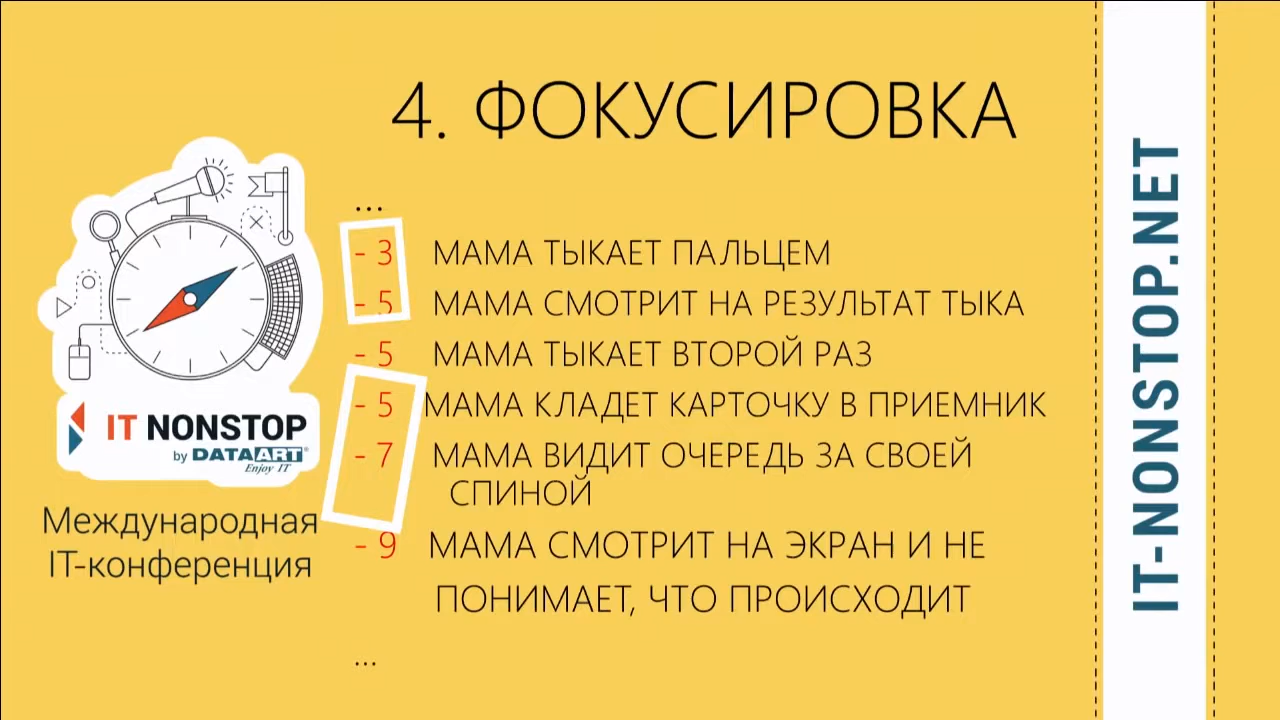 4. ФОКУСИРОВКА
...
- 3 МАМА ТЫКАЕТ ПАЛЬЦЕМ
- 5 МАМА СМОТРИТ НА РЕЗУЛЬТАТ ТЫКА
- 5 МАМА ТЫКАЕТ ВТОРОЙ РАЗ
- 5 МАМА КЛАДЕТ КАРТОЧКУ В ПРИЕМНИК
- 7 МАМА ВИДИТ ОЧЕРЕДЬ ЗА СВОЕЙ
СПИНОЙ
- 9 МАМА СМОТРИТ НА ЭКРАН И НЕ
ПОНИМАЕТ, ЧТО ПРОИСХОДИТ
...
IT NONSTOP
by DATAART®
Enjoy IT
Международная
IT-конференция
IT-NONSTOP.NET